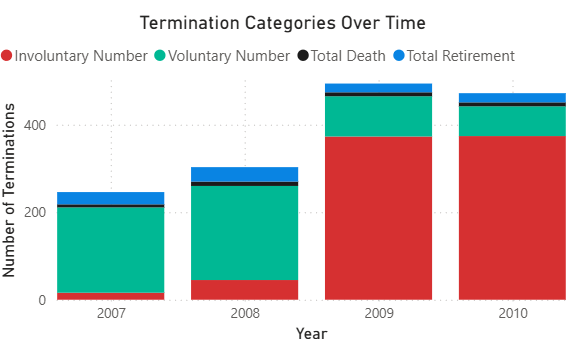 Termination Categories Over Time
Involuntary Number Voluntary Number Total Death Total Retirement
Number of Terminations
400
200
0
2007 2008 2009 2010
Year